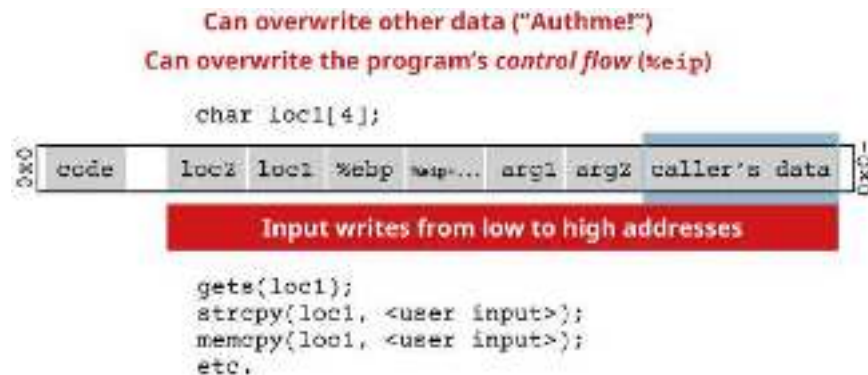 Can overwrite other data ("Authme!")
Can overwrite the program's control flow (%eip)
char loc1[4];
0x0 code loc2 loc1 %ebp %eip+... arg1 arg2 caller's data
Input writes from low to high addresses
gets(loc1);
strcpy(loc1, <user input>);
memcpy(loc1, <user input>);
etc.